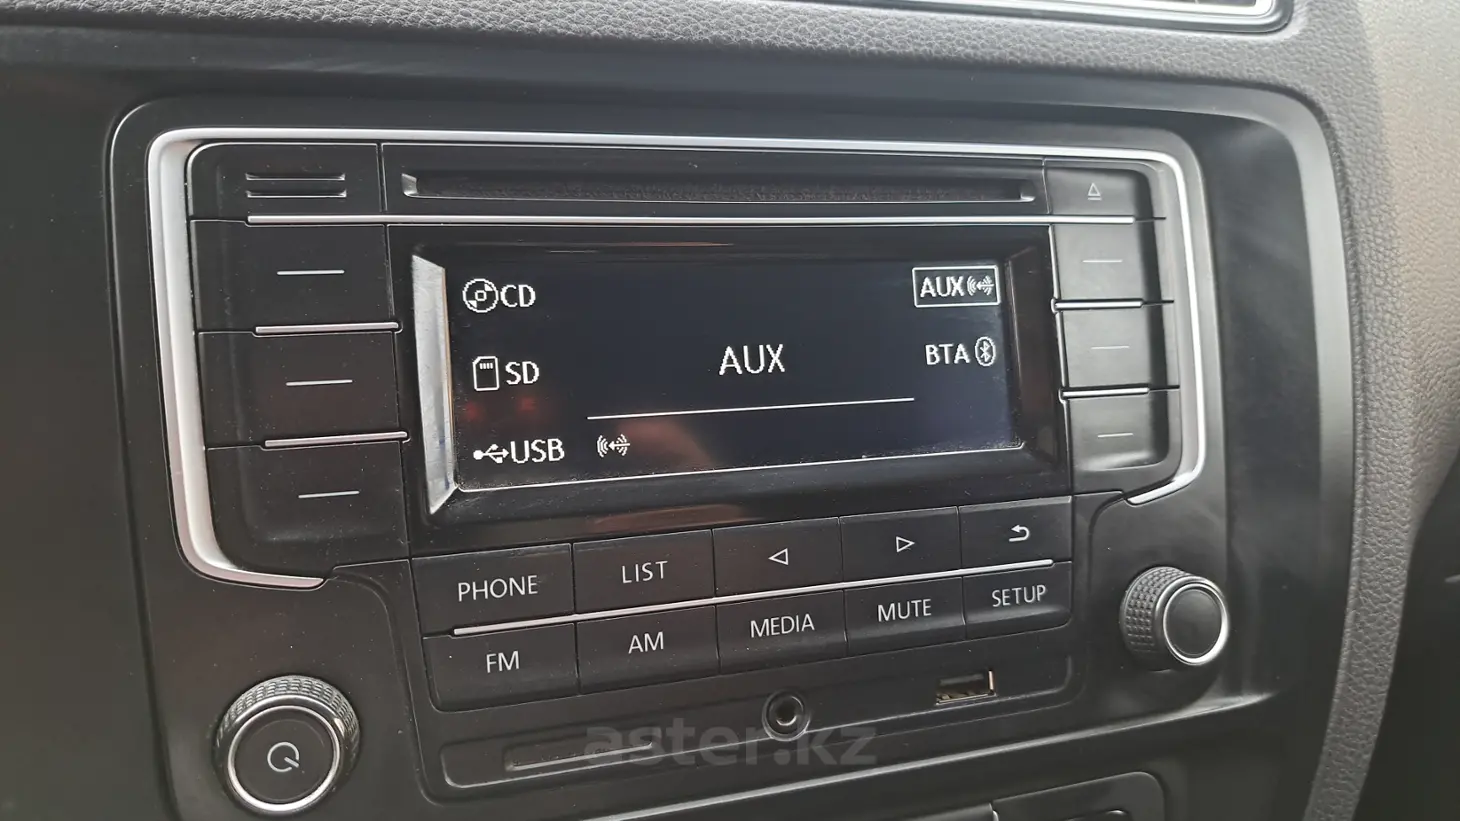 CD
AUX
SD
AUX
BTA
USB
PHONE
LIST
FM
AM
MEDIA
MUTE
SETUP
aster.kz